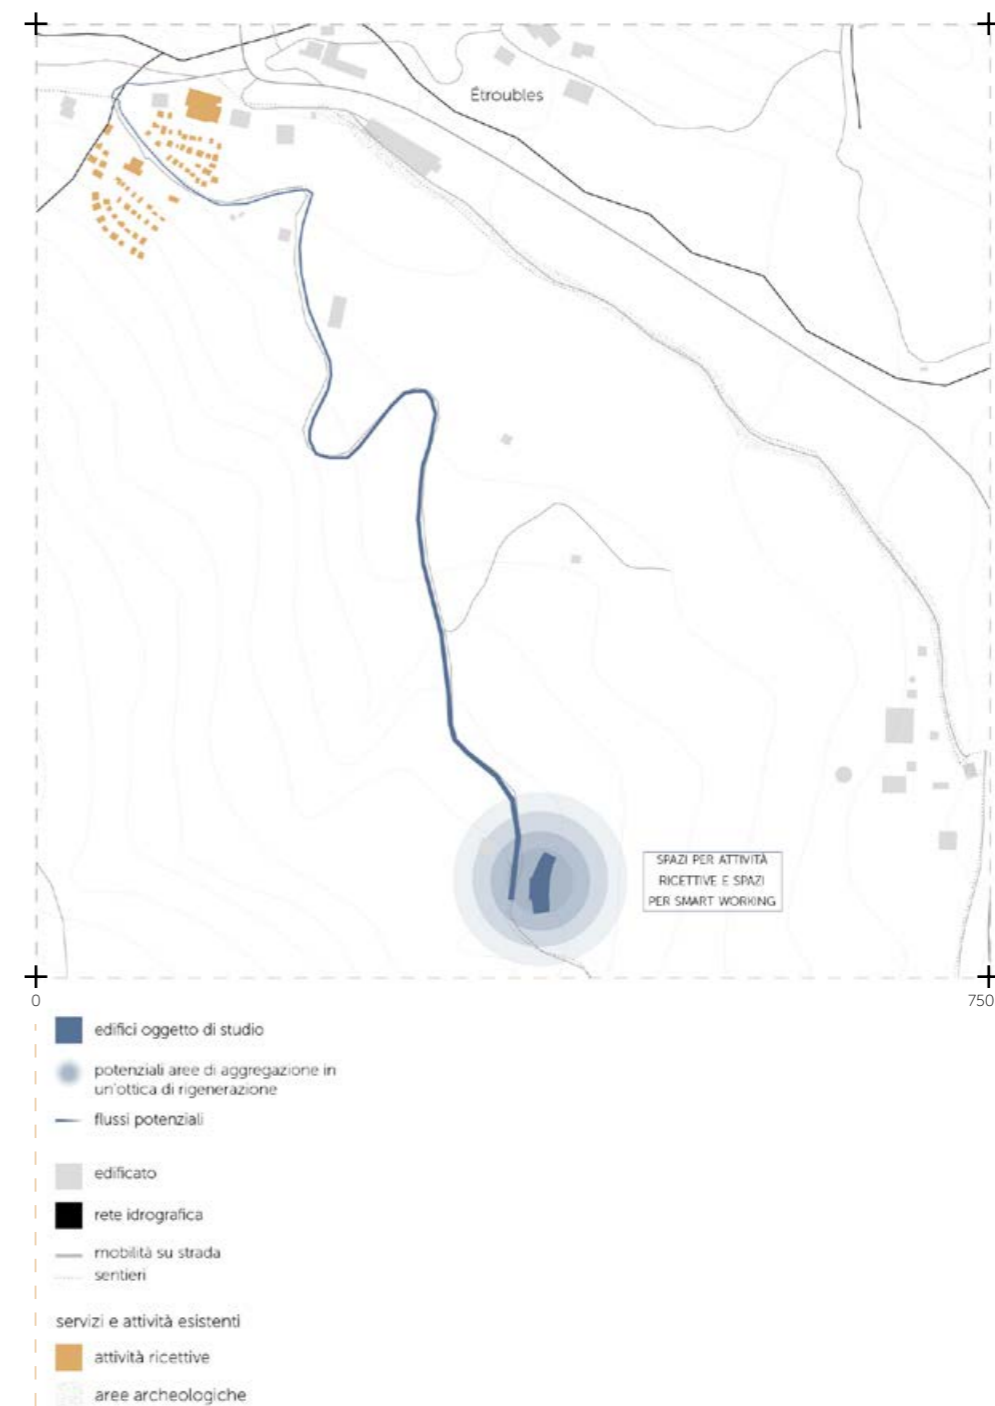 Étroubles
SPAZI PER ATTIVITÀ
RICETTIVE E SPAZI
PER SMART WORKING
0
750
edifici oggetto di studio
potenziali aree di aggregazione in
un'ottica di rigenerazione
flussi potenziali
edificato
rete idrografica
mobilità su strada
sentieri
servizi e attività esistenti
attività ricettive
aree archeologiche